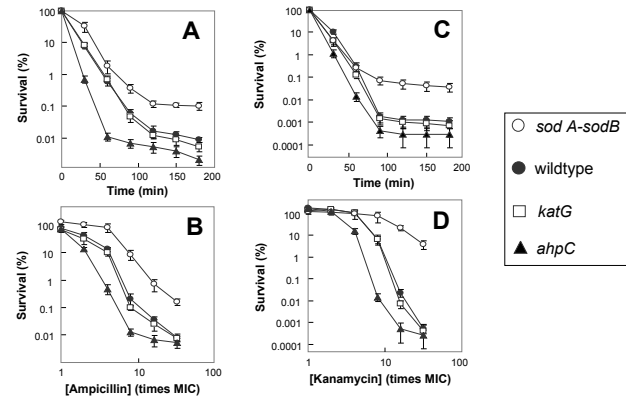 A
Survival (%)
100
10
1
0.1
0.01
0 50 100 150 200
Time (min)
C
Survival (%)
100
10
1
0.1
0.01
0.001
0.0001
0 50 100 150 200
Time (min)
B
Survival (%)
100
10
1
0.1
0.01
1 10 100
[Ampicillin] (times MIC)
D
Survival (%)
100
10
1
0.1
0.01
0.001
0.0001
1 10 100
[Kanamycin] (times MIC)
sod A-sodB
wildtype
katG
ahpC